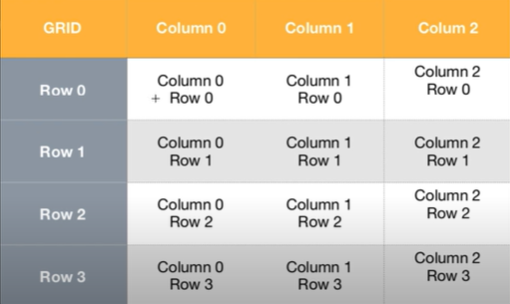 GRID Column 0 Column 1 Colum 2
Row 0 Column 0 Column 1 Column 2
+ Row 0 Row 0 Row 0
Row 1 Column 0 Column 1 Column 2
Row 1 Row 1 Row 1
Row 2 Column 0 Column 1 Column 2
Row 2 Row 2 Row 2
Row 3 Column 0 Column 1 Column 2
Row 3 Row 3 Row 3